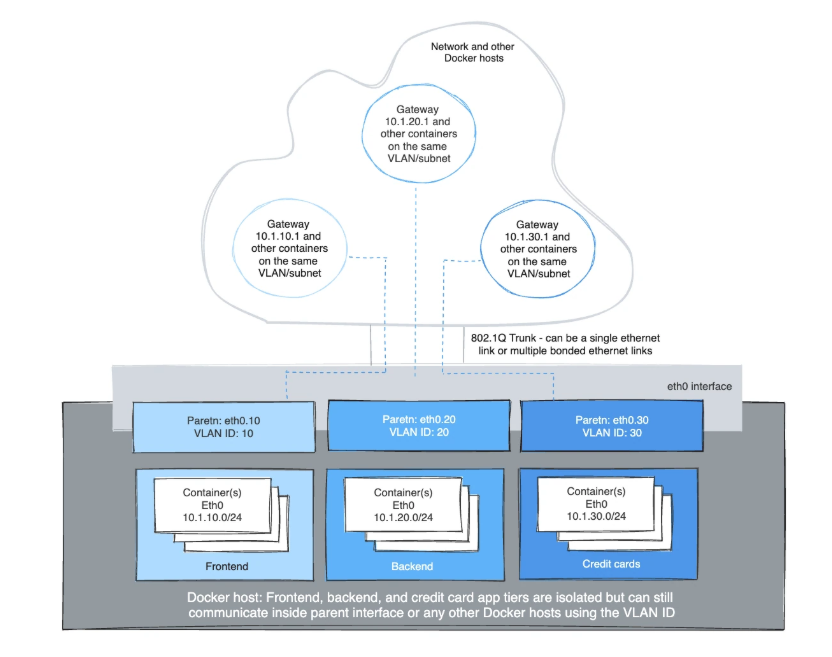 Network and other
Docker hosts
Gateway
10.1.20.1 and
other containers
on the same
VLAN/subnet
Gateway
10.1.10.1 and
other containers
on the same
VLAN/subnet
Gateway
10.1.30.1 and
other containers
on the same
VLAN/subnet
802.1Q Trunk - can be a single ethernet
link or multiple bonded ethernet links
eth0 interface
Paretn: eth0.10
VLAN ID: 10
Paretn: eth0.20
VLAN ID: 20
Paretn: eth0.30
VLAN ID: 30
Container(s)
Eth0
10.1.10.0/24
Frontend
Container(s)
Eth0
10.1.20.0/24
Backend
Container(s)
Eth0
10.1.30.0/24
Credit cards
Docker host: Frontend, backend, and credit card app tiers are isolated but can still
communicate inside parent interface or any other Docker hosts using the VLAN ID